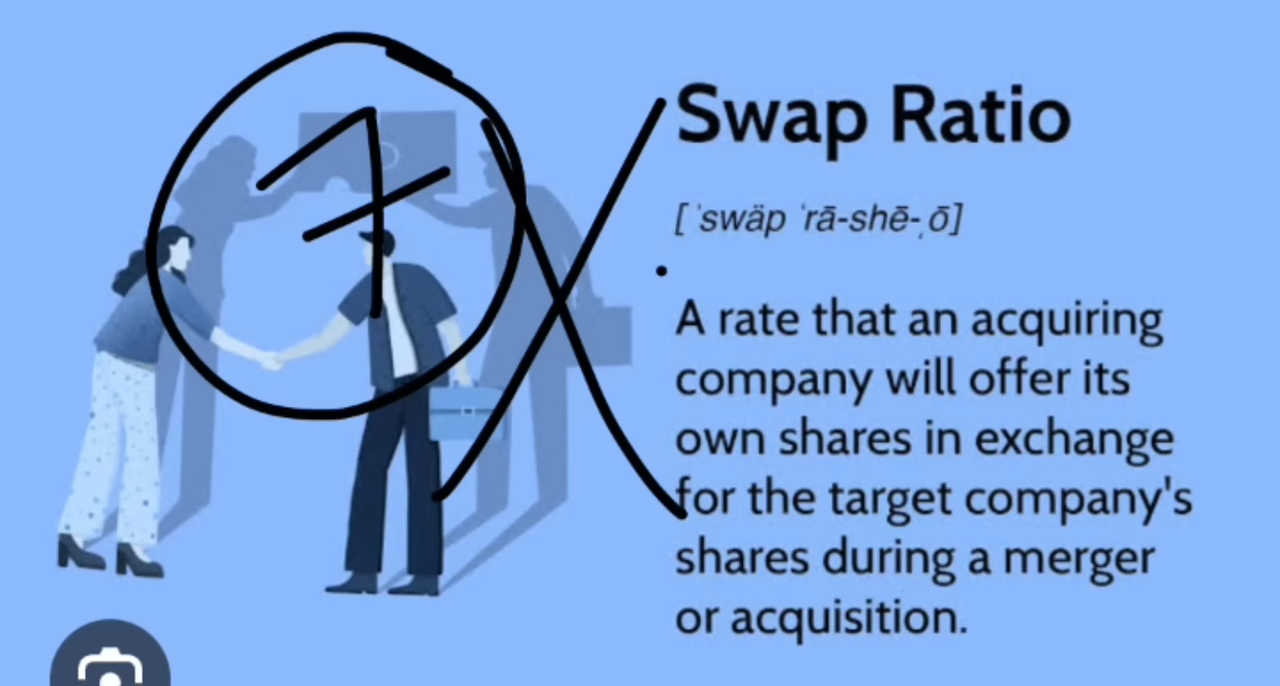 7 X
Swap Ratio
[ ˈswäp ˈrā-shē-ˌō]
A rate that an acquiring
company will offer its
own shares in exchange
for the target company's
shares during a merger
or acquisition.